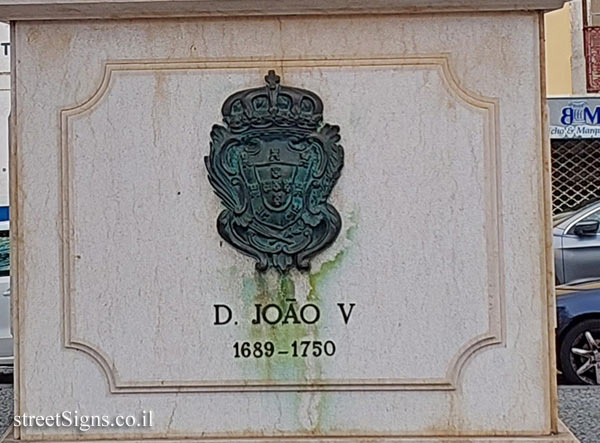 D. JOÃO V
1689-1750
streetSigns.co.il